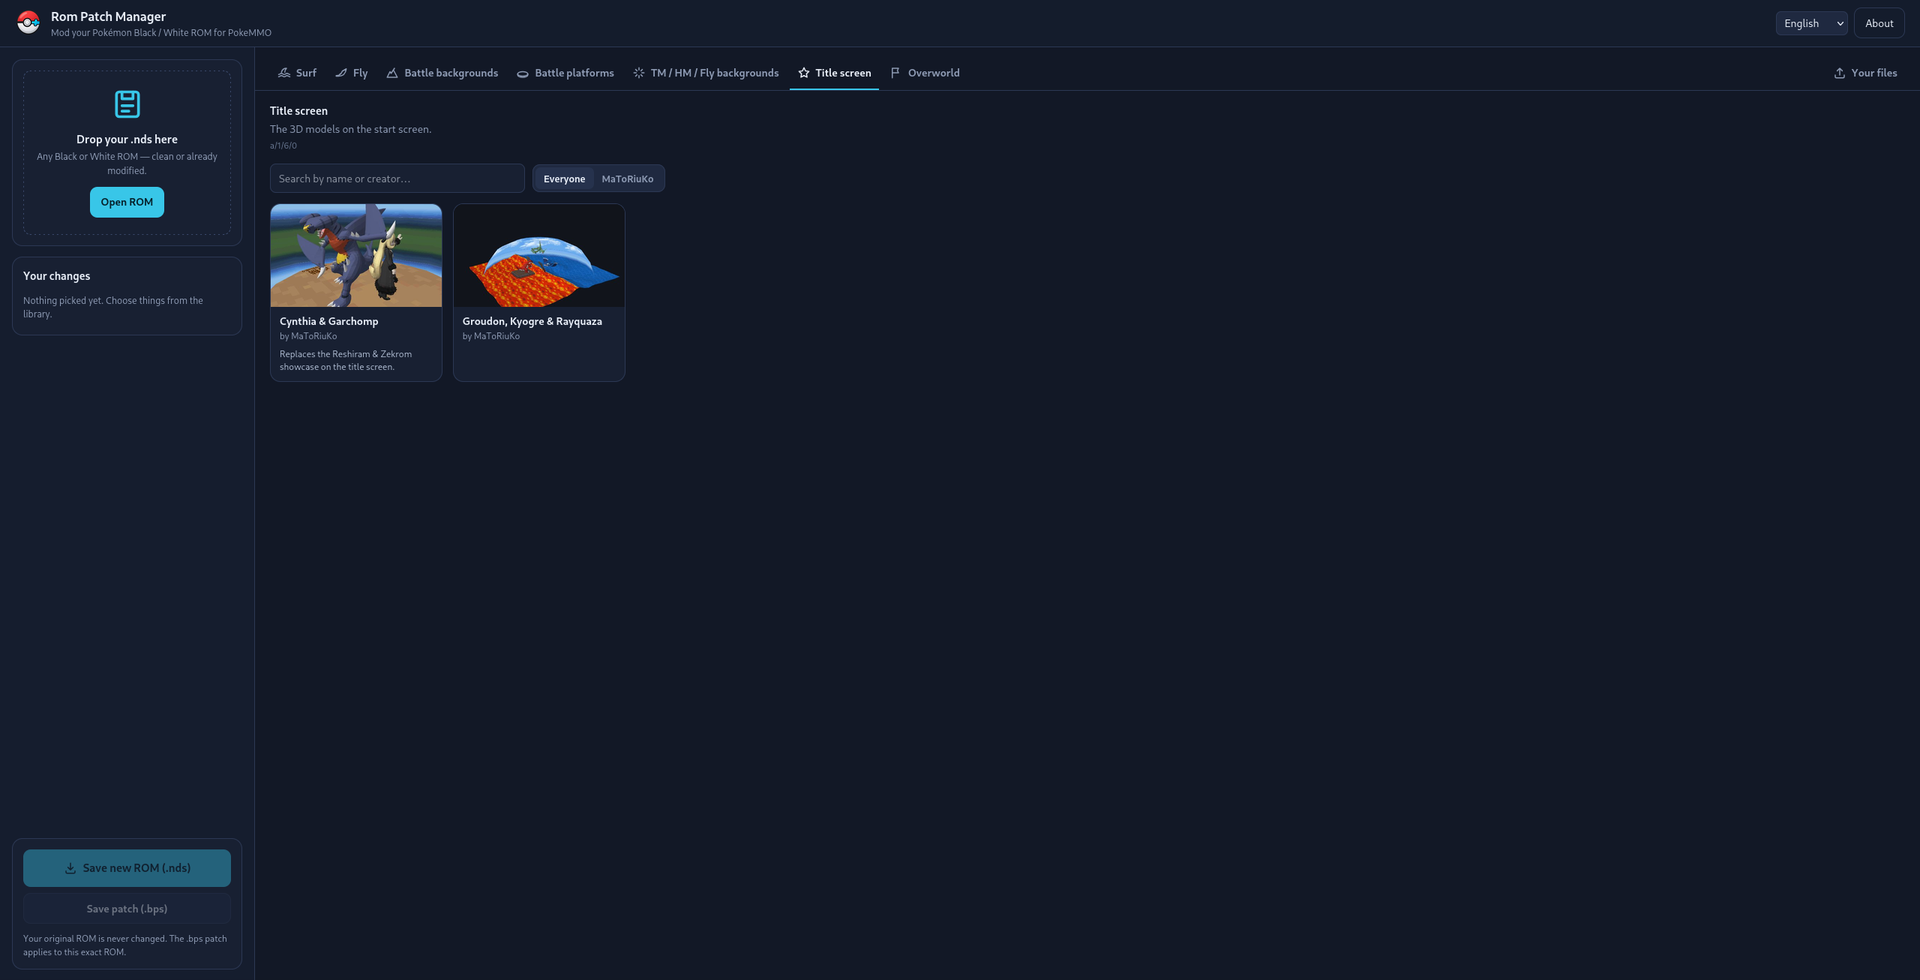 Rom Patch Manager
Mod your Pokémon Black / White ROM for PokeMMO
English
About
Drop your .nds here
Any Black or White ROM — clean or already
modified.
Open ROM
Your changes
Nothing picked yet. Choose things from the
library.
Save new ROM (.nds)
Save patch (.bps)
Your original ROM is never changed. The .bps patch
applies to this exact ROM.
Surf
Fly
Battle backgrounds
Battle platforms
TM / HM / Fly backgrounds
Title screen
Overworld
Your files
Title screen
The 3D models on the start screen.
a/1/6/0
Search by name or creator…
Everyone
MaToRiuKo
Cynthia & Garchomp
by MaToRiuKo
Replaces the Reshiram & Zekrom
showcase on the title screen.
Groudon, Kyogre & Rayquaza
by MaToRiuKo